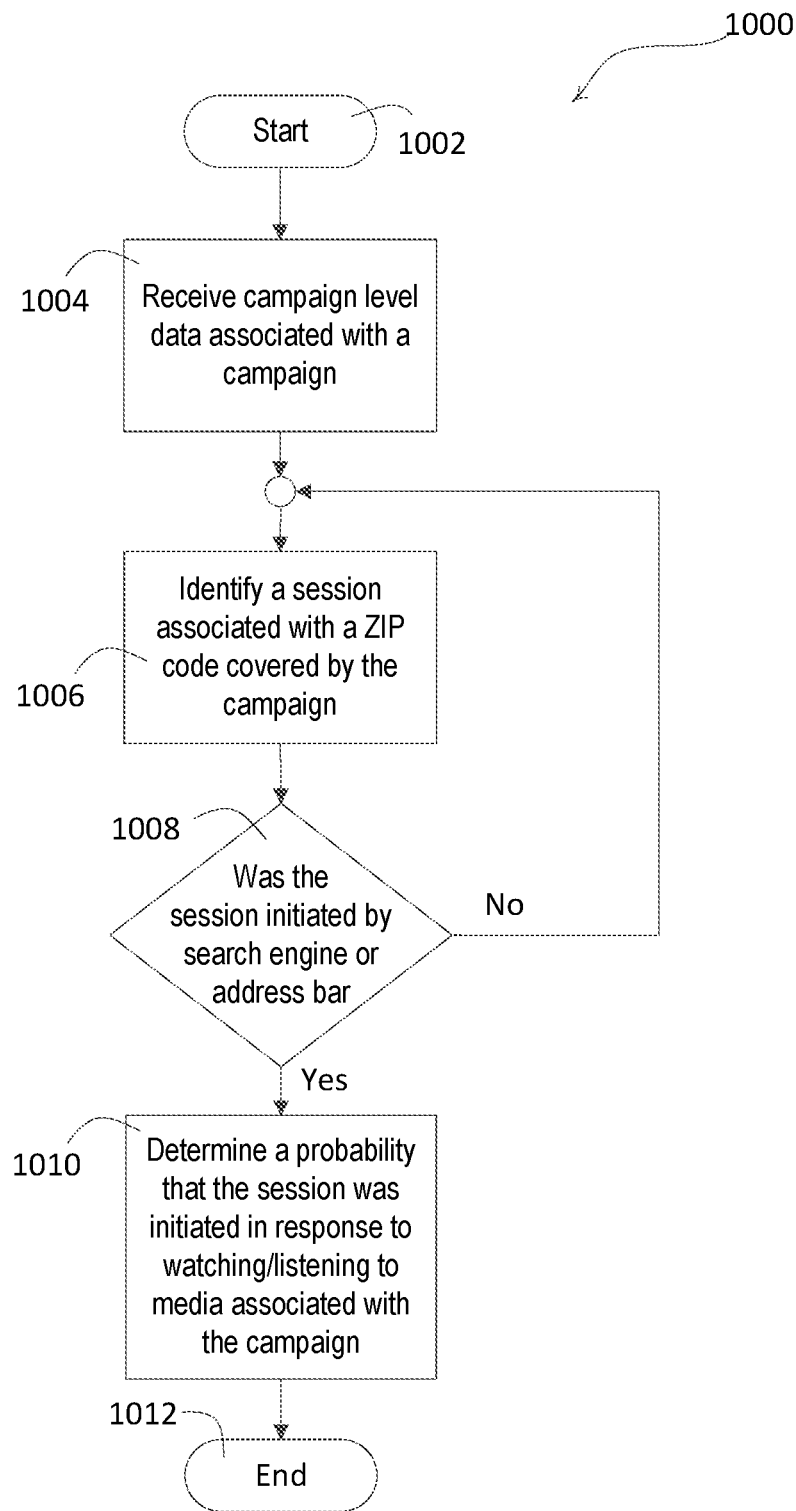 1000
Start
1002
1004
Receive campaign level
data associated with a
campaign
Identify a session
associated with a ZIP
code covered by the
campaign
1006
1008
Was the
session initiated by
search engine or
address bar
No
Yes
1010
Determine a probability
that the session was
initiated in response to
watching/listening to
media associated with
the campaign
1012
End